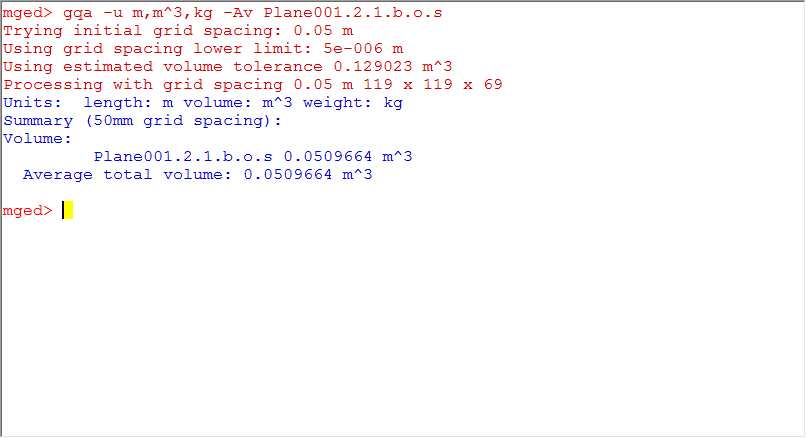 mged> gqa -u m,m^3,kg -Av Plane001.2.1.b.o.s
Trying initial grid spacing: 0.05 m
Using grid spacing lower limit: 5e-006 m
Using estimated volume tolerance 0.129023 m^3
Processing with grid spacing 0.05 m 119 x 119 x 69
Units:  length: m volume: m^3 weight: kg
Summary (50mm grid spacing):
Volume:
         Plane001.2.1.b.o.s 0.0509664 m^3
  Average total volume: 0.0509664 m^3
mged>